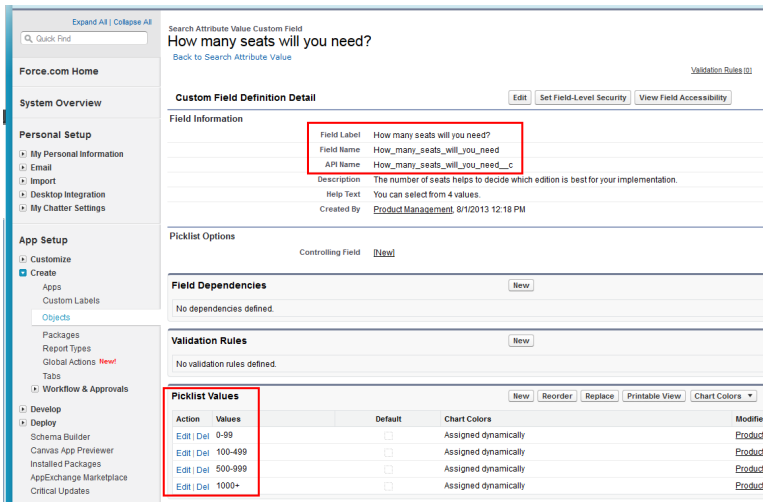 Expand All | Collapse All
Quick Find
Force.com Home
System Overview
Personal Setup
My Personal Information
Email
Import
Desktop Integration
My Chatter Settings
App Setup
Customize
Create
Apps
Custom Labels
Objects
Packages
Report Types
Global Actions New!
Tabs
Workflow & Approvals
Develop
Deploy
Schema Builder
Canvas App Previewer
Installed Packages
AppExchange Marketplace
Critical Updates
Search Attribute Value Custom Field
How many seats will you need?
Back to Search Attribute Value
Validation Rules [0]
Custom Field Definition Detail Edit Set Field-Level Security View Field Accessibility
Field Information
Field Label How many seats will you need?
Field Name How_many_seats_will_you_need
API Name How_many_seats_will_you_need__c
Description The number of seats helps to decide which edition is best for your implementation.
Help Text You can select from 4 values.
Created By Product Management, 8/1/2013 12:18 PM
Picklist Options
Controlling Field [New]
Field Dependencies New
No dependencies defined.
Validation Rules New
No validation rules defined.
Picklist Values New Reorder Replace Printable View Chart Colors
Action Values Default Chart Colors Modifie
Edit | Del 0-99 Assigned dynamically Product
Edit | Del 100-499 Assigned dynamically Product
Edit | Del 500-999 Assigned dynamically Product
Edit | Del 1000+ Assigned dynamically Product